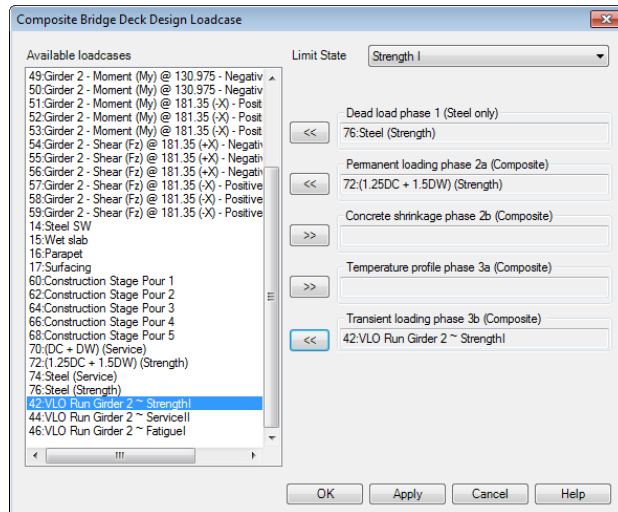 Composite Bridge Deck Design Loadcase
Available loadcases
Limit State
Strength I
49:Girder 2 - Moment (My) @ 130.975 - Negativ
50:Girder 2 - Moment (My) @ 130.975 - Negativ
51:Girder 2 - Moment (My) @ 181.35 (-X) - Posit
52:Girder 2 - Moment (My) @ 181.35 (-X) - Posit
53:Girder 2 - Moment (My) @ 181.35 (-X) - Posit
54:Girder 2 - Shear (Fz) @ 181.35 (+X) - Negativ
55:Girder 2 - Shear (Fz) @ 181.35 (+X) - Negativ
56:Girder 2 - Shear (Fz) @ 181.35 (+X) - Negativ
57:Girder 2 - Shear (Fz) @ 181.35 (-X) - Positive
58:Girder 2 - Shear (Fz) @ 181.35 (-X) - Positive
59:Girder 2 - Shear (Fz) @ 181.35 (-X) - Positive
14:Steel SW
15:Wet slab
16:Parapet
17:Surfacing
60:Construction Stage Pour 1
62:Construction Stage Pour 2
64:Construction Stage Pour 3
66:Construction Stage Pour 4
68:Construction Stage Pour 5
70:(DC + DW) (Service)
72:(1.25DC + 1.5DW) (Strength)
74:Steel (Service)
76:Steel (Strength)
42:VLO Run Girder 2 ~ StrengthI
44:VLO Run Girder 2 ~ ServiceII
46:VLO Run Girder 2 ~ FatigueI
Dead load phase 1 (Steel only)
<< 76:Steel (Strength)
Permanent loading phase 2a (Composite)
<< 72:(1.25DC + 1.5DW) (Strength)
Concrete shrinkage phase 2b (Composite)
>>
Temperature profile phase 3a (Composite)
>>
Transient loading phase 3b (Composite)
<< 42:VLO Run Girder 2 ~ StrengthI
OK Apply Cancel Help